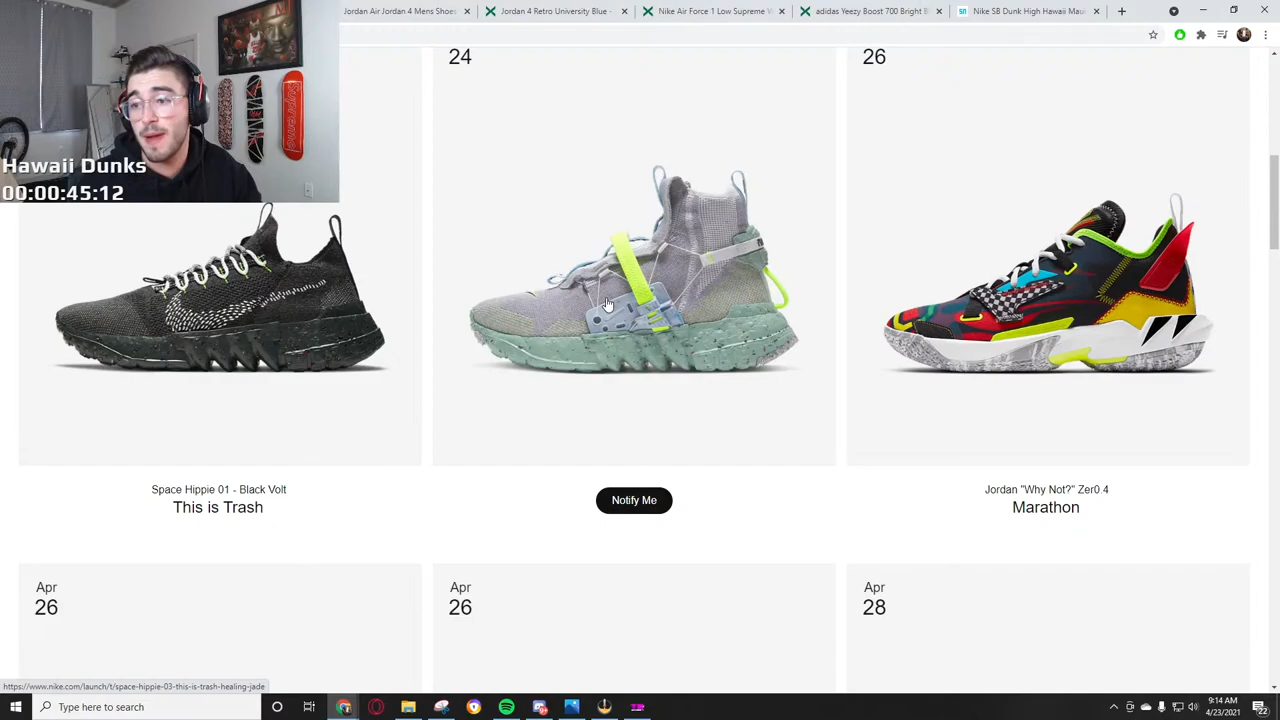 Jordan Air Jordan 4 Mens Shoes
Jordan 4 Retro University Blue -
Nike Air Force 1 Low Supreme W
adidas Yeezy Boost 700 Bright B
Nike SB Dunk High Hawaii Mau
24
26
Supreme
Hawaii Dunks
00:00:45:12
Space Hippie 01 - Black Volt
This is Trash
Notify Me
Jordan "Why Not?" Zer0.4
Marathon
Apr
26
Apr
26
Apr
28
https://www.nike.com/launch/t/space-hippie-03-this-is-trash-healing-jade
Type here to search
9:14 AM
4/23/2021
22